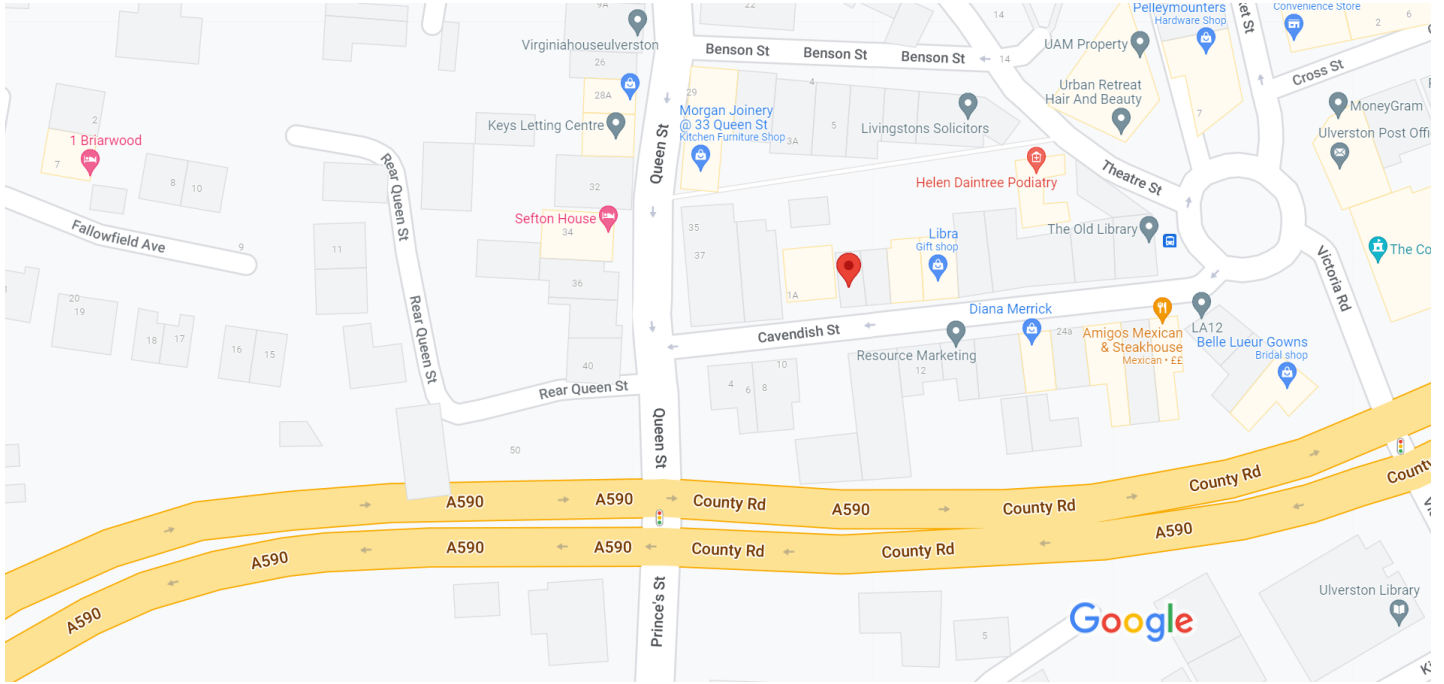 9A
22
14
Pelleymounters
Hardware Shop
Convenience Store
2
6
Virginiahouseulverston
26
28A
Keys Letting Centre
Benson St
Benson St
Benson St
14
UAM Property
Cross St
Urban Retreat
Hair And Beauty
7
MoneyGram
Ulverston Post Offi
29
Morgan Joinery
@ 33 Queen St
Kitchen Furniture Shop
4
3A
5
Livingstons Solicitors
Queen St
2
1 Briarwood
7
8
10
Rear Queen St
32
Helen Daintree Podiatry
Theatre St
Sefton House
34
35
37
Libra
Gift shop
The Old Library
Fallowfield Ave
9
11
The Co
Victoria Rd
36
1A
20
19
18
17
16
15
Rear Queen St
Cavendish St
Diana Merrick
24a
Resource Marketing
12
Amigos Mexican
& Steakhouse
Mexican • ££
LA12
Belle Lueur Gowns
Bridal shop
40
Rear Queen St
4
6
8
10
Queen St
50
A590
A590
County Rd
A590
County Rd
County Rd
A590
A590
A590
County Rd
County Rd
A590
A590
Prince's St
Google
5
Ulverston Library